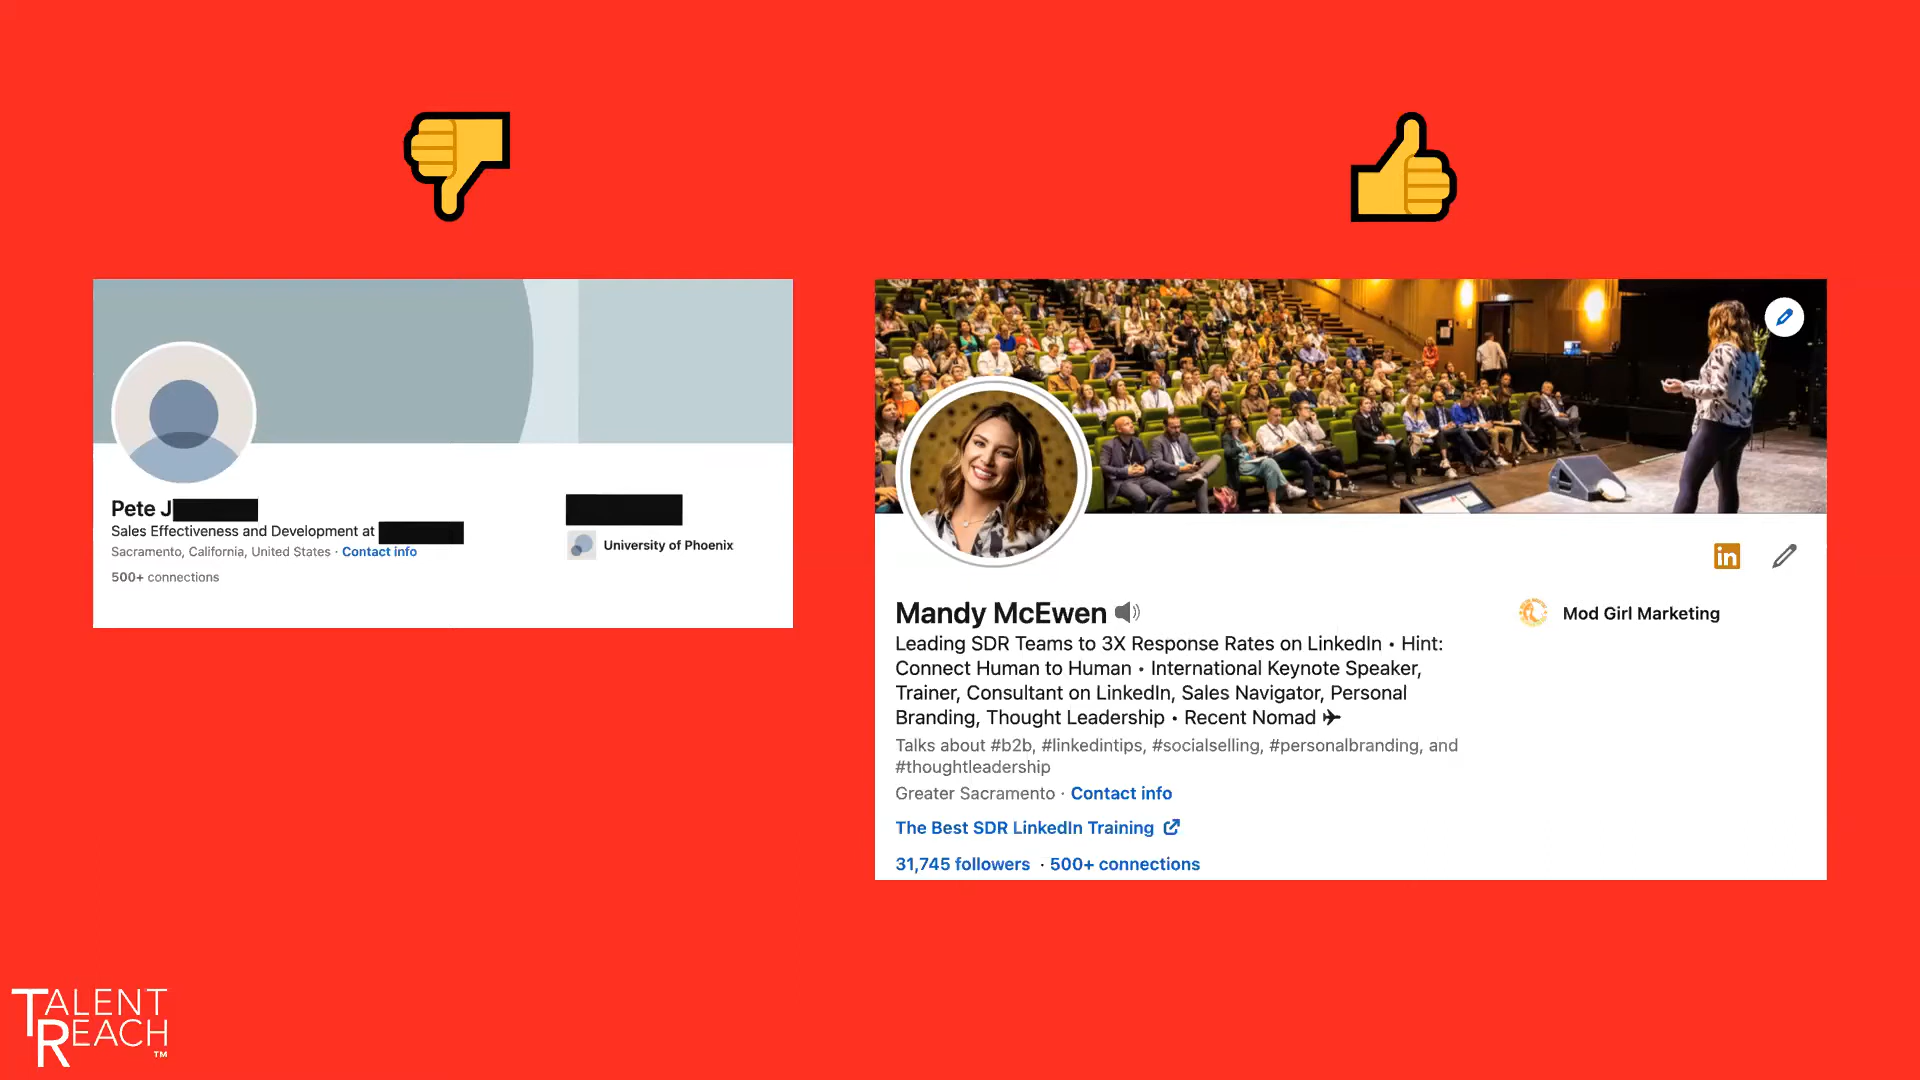 Pete J
Sales Effectiveness and Development at
Sacramento, California, United States · Contact info
500+ connections
University of Phoenix
in
Mandy McEwen
Mod Girl Marketing
Leading SDR Teams to 3X Response Rates on LinkedIn • Hint:
Connect Human to Human • International Keynote Speaker,
Trainer, Consultant on LinkedIn, Sales Navigator, Personal
Branding, Thought Leadership • Recent Nomad ✈
Talks about #b2b, #linkedintips, #socialselling, #personalbranding, and
#thoughtleadership
Greater Sacramento · Contact info
The Best SDR LinkedIn Training
31,745 followers · 500+ connections
TALENT
REACH
TM